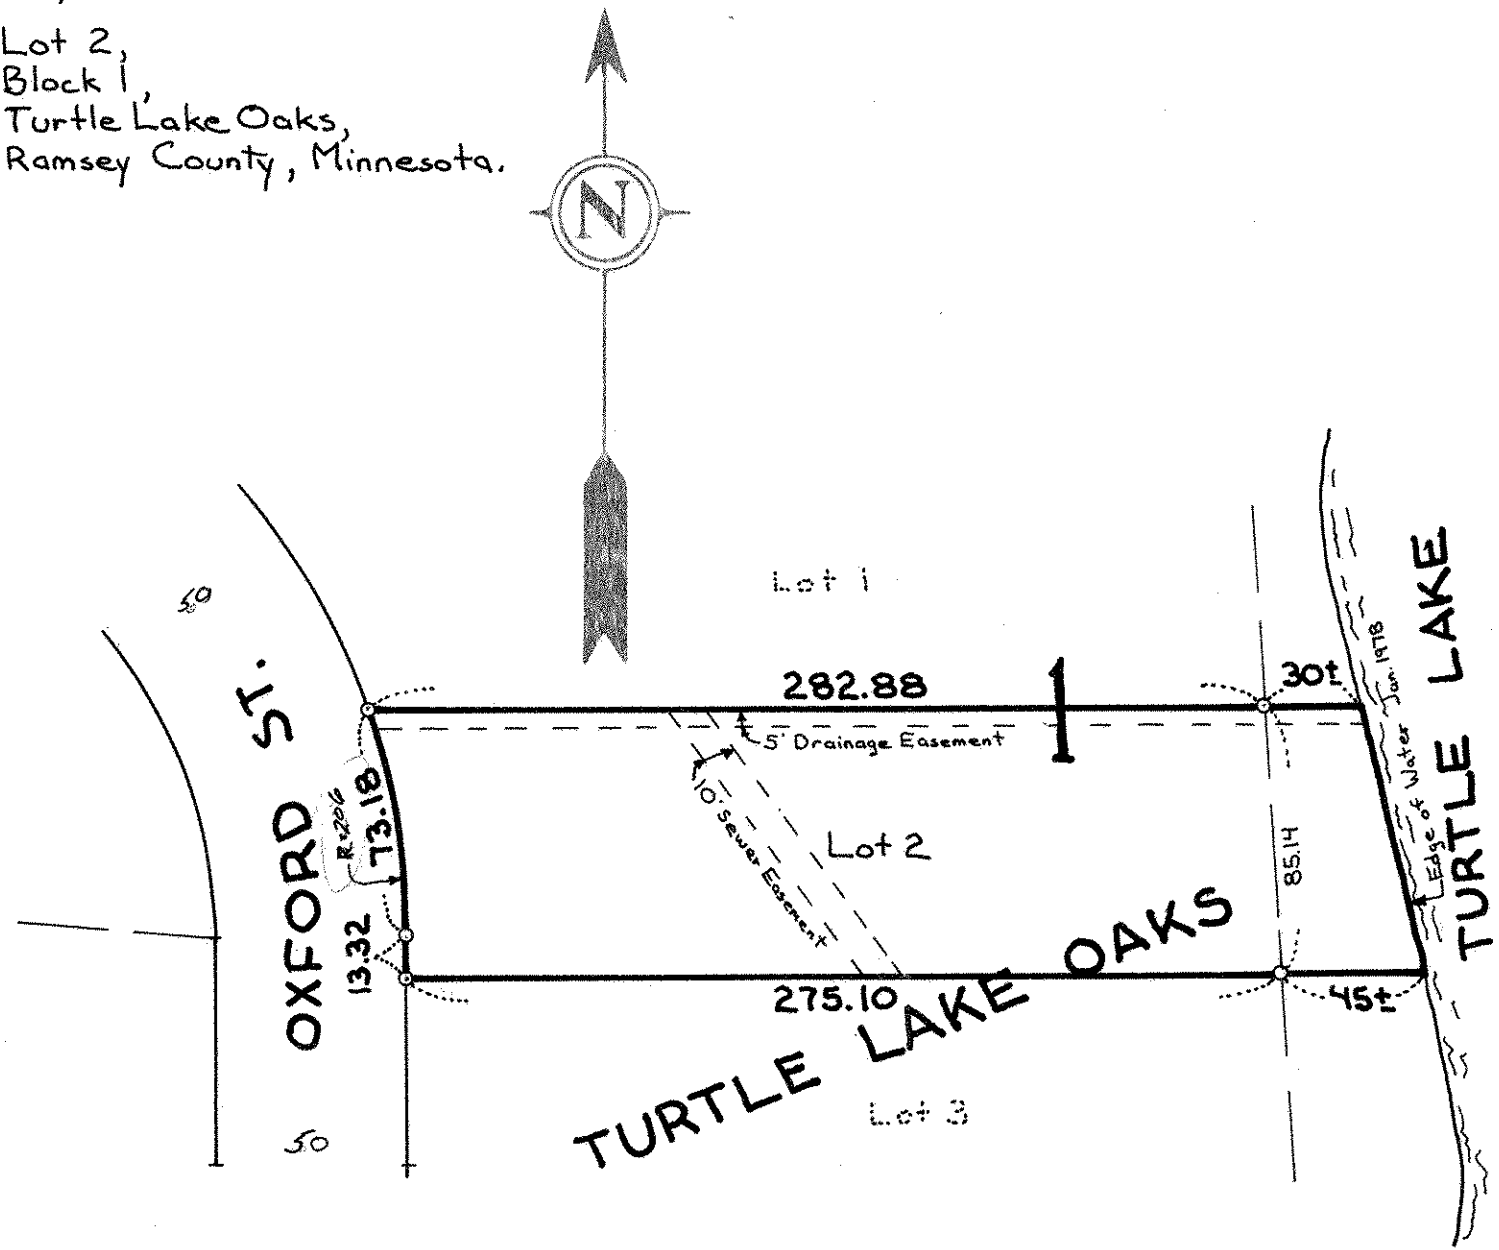 Lot 2,
Block 1,
Turtle Lake Oaks,
Ramsey County, Minnesota.
N
Lot 1
50
OXFORD ST.
282.88
1
30±
5' Drainage Easement
10' Sewer Easement
Lot 2
R=206
73.18
13.32
85.14
Edge of Water Jan. 1978
TURTLE LAKE
275.10
45±
TURTLE LAKE OAKS
Lot 3
50